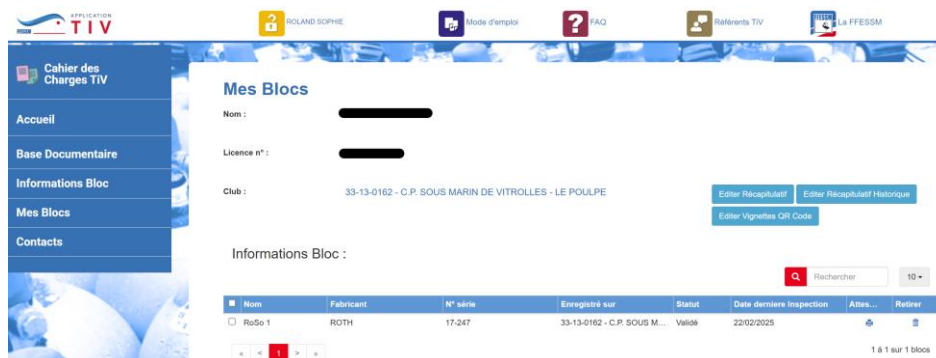 APPLICATION
TIV
ROLAND SOPHIE
Mode d'emploi
FAQ
Référents TIV
La FFESSM
Cahier des
Charges TiV
Accueil
Base Documentaire
Informations Bloc
Mes Blocs
Contacts
Mes Blocs
Nom :
Licence n° :
Club : 33-13-0162 - C.P. SOUS MARIN DE VITROLLES - LE POULPE
Editer Récapitulatif Editer Récapitulatif Historique
Editer Vignettes QR Code
Informations Bloc :
Rechercher 10
Nom Fabricant N° série Enregistré sur Statut Date derniere Inspection Attes... Retirer
RoSo 1 ROTH 17-247 33-13-0162 - C.P. SOUS M... Validé 22/02/2025
« < 1 > »
1 à 1 sur 1 blocs